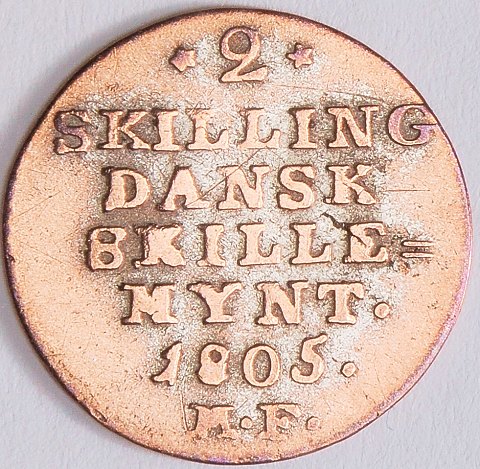 * 2 *
SKILLING
DANSK
SKILLE=
MYNT.
1805.
M.F.